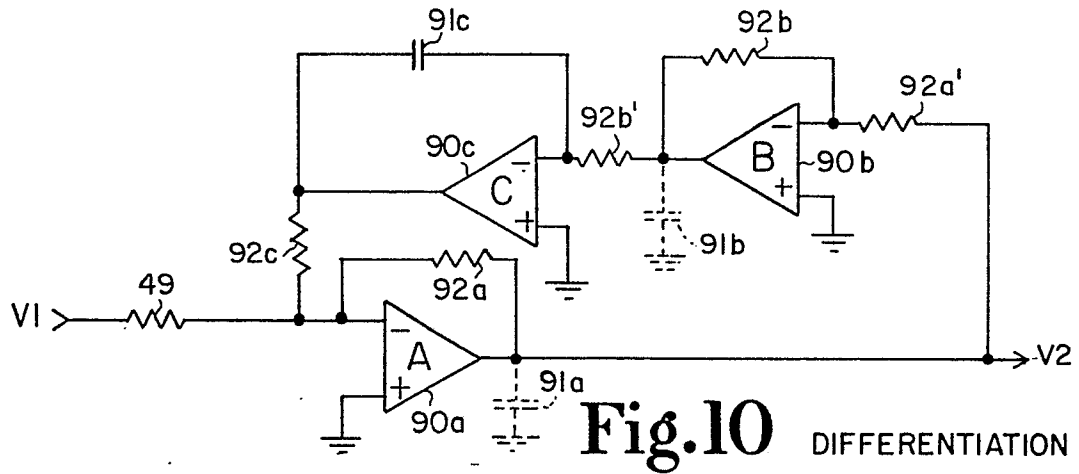 91c
92b
92a'
92b'
90c
- C +
- B +
90b
91b
92c
92a
49
V1
- A +
V2
91a
90a
Fig.10 DIFFERENTIATION